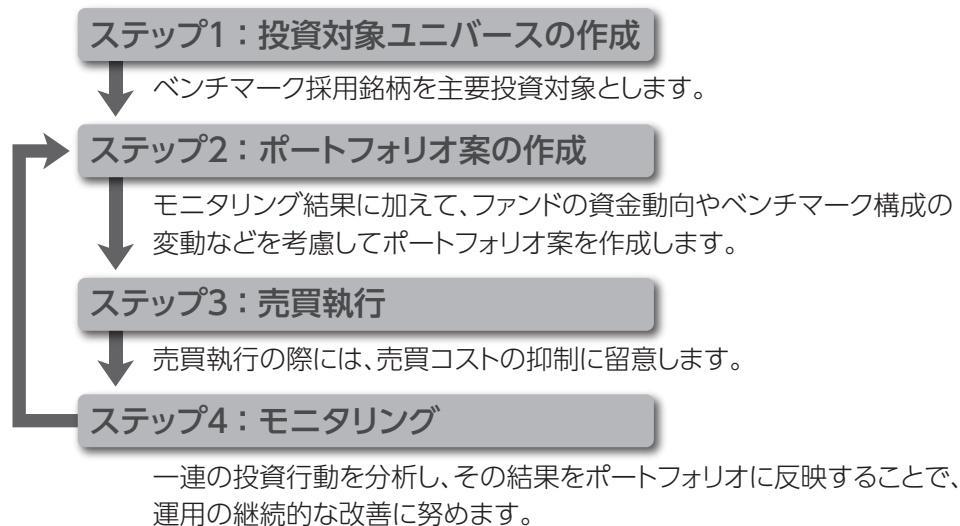 ステップ1：投資対象ユニバースの作成
ベンチマーク採用銘柄を主要投資対象とします。
ステップ2：ポートフォリオ案の作成
モニタリング結果に加えて、ファンドの資金動向やベンチマーク構成の
変動などを考慮してポートフォリオ案を作成します。
ステップ3：売買執行
売買執行の際には、売買コストの抑制に留意します。
ステップ4：モニタリング
一連の投資行動を分析し、その結果をポートフォリオに反映することで、
運用の継続的な改善に努めます。